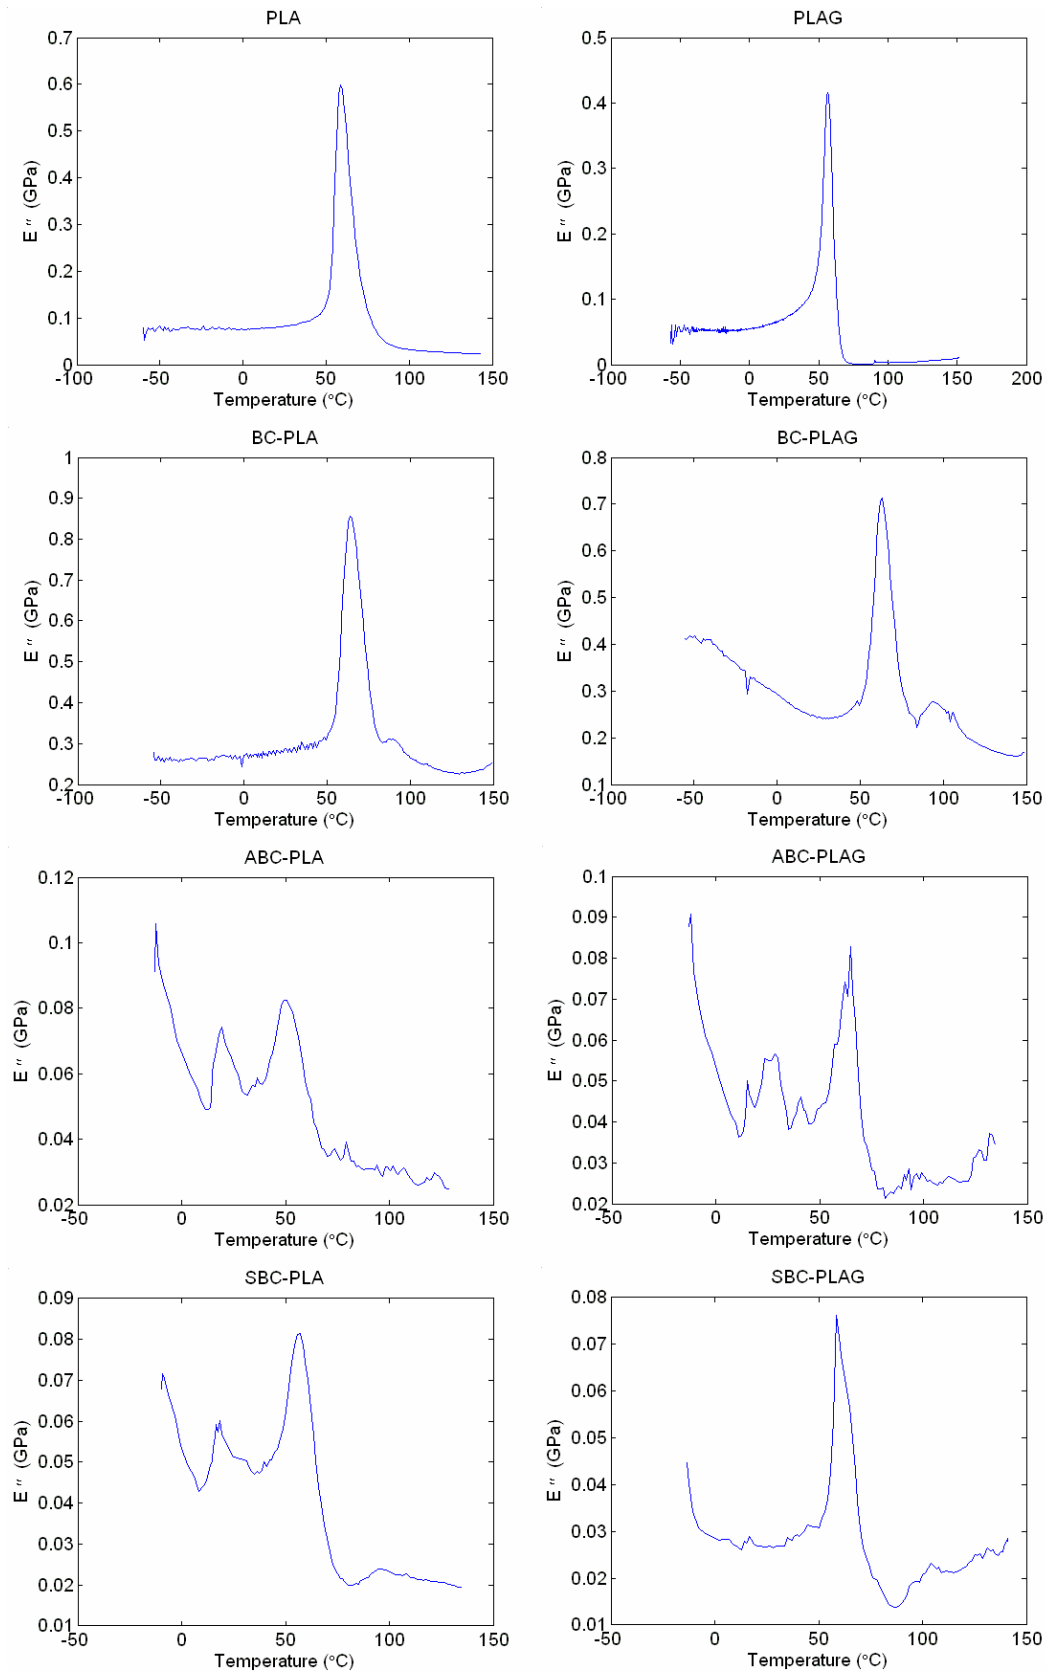 PLA
0.7
0.6
0.5
0.4
0.3
0.2
0.1
0
E″ (GPa)
-100 -50 0 50 100 150
Temperature (°C)
PLAG
0.5
0.4
0.3
0.2
0.1
0
E″ (GPa)
-100 -50 0 50 100 150 200
Temperature (°C)
BC-PLA
1
0.9
0.8
0.7
0.6
0.5
0.4
0.3
0.2
E″ (GPa)
-100 -50 0 50 100 150
Temperature (°C)
BC-PLAG
0.8
0.7
0.6
0.5
0.4
0.3
0.2
0.1
E″ (GPa)
-100 -50 0 50 100 150
Temperature (°C)
ABC-PLA
0.12
0.1
0.08
0.06
0.04
0.02
E″ (GPa)
-50 0 50 100 150
Temperature (°C)
ABC-PLAG
0.1
0.09
0.08
0.07
0.06
0.05
0.04
0.03
0.02
E″ (GPa)
-50 0 50 100 150
Temperature (°C)
SBC-PLA
0.09
0.08
0.07
0.06
0.05
0.04
0.03
0.02
0.01
E″ (GPa)
-50 0 50 100 150
Temperature (°C)
SBC-PLAG
0.08
0.07
0.06
0.05
0.04
0.03
0.02
0.01
E″ (GPa)
-50 0 50 100 150
Temperature (°C)